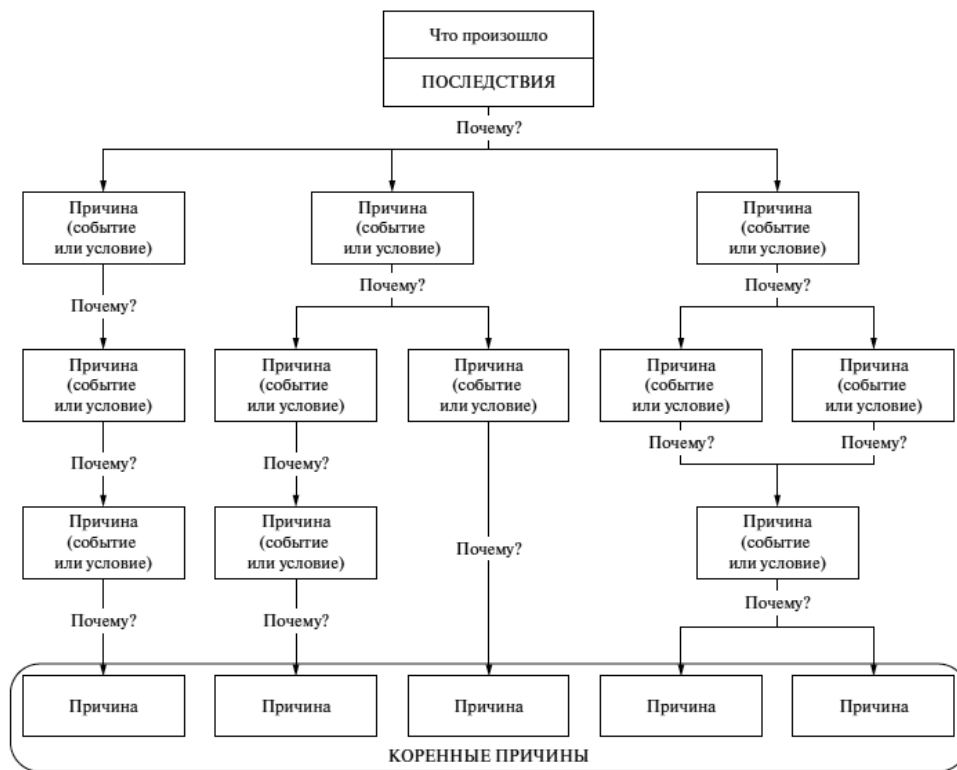 Что произошло
ПОСЛЕДСТВИЯ
Почему?
Причина
(событие
или условие)
Причина
(событие
или условие)
Причина
(событие
или условие)
Почему?
Почему?
Почему?
Причина
(событие
или условие)
Причина
(событие
или условие)
Причина
(событие
или условие)
Причина
(событие
или условие)
Причина
(событие
или условие)
Почему?
Почему?
Почему?
Почему?
Причина
(событие
или условие)
Причина
(событие
или условие)
Почему?
Причина
(событие
или условие)
Почему?
Почему?
Почему?
Причина
Причина
Причина
Причина
Причина
КОРЕННЫЕ ПРИЧИНЫ